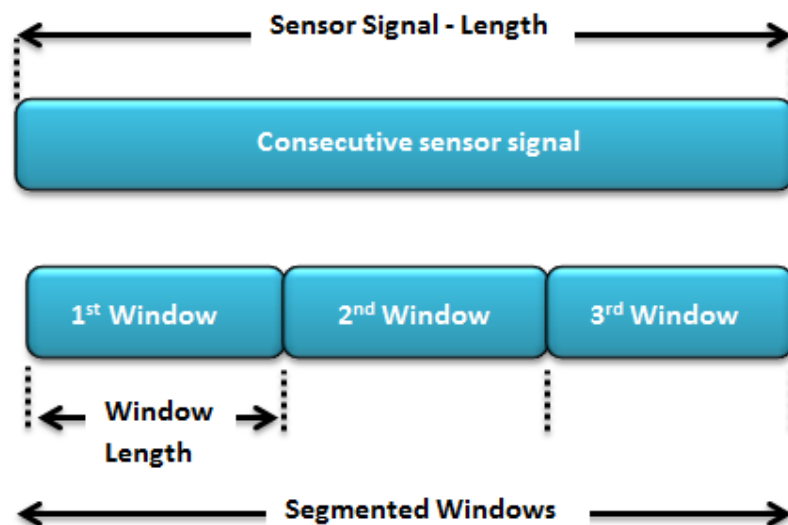 Sensor Signal - Length
Consecutive sensor signal
1st Window
2nd Window
3rd Window
Window
Length
Segmented Windows